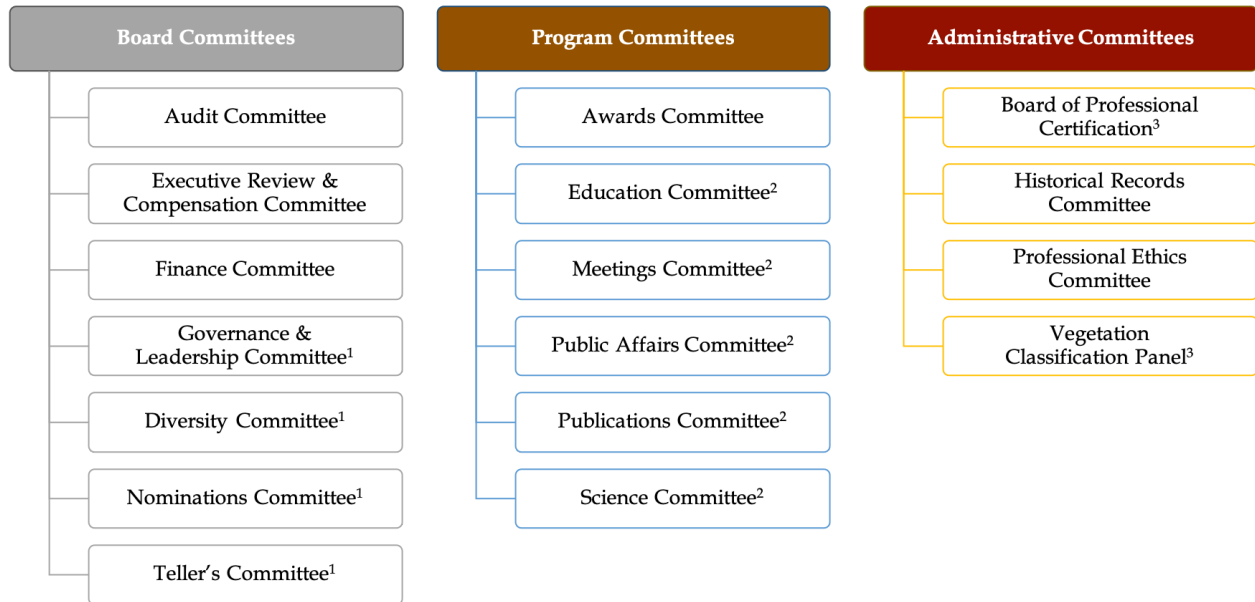 Board Committees
Audit Committee
Executive Review &
Compensation Committee
Finance Committee
Governance &
Leadership Committee¹
Diversity Committee¹
Nominations Committee¹
Teller’s Committee¹
Program Committees
Awards Committee
Education Committee²
Meetings Committee²
Public Affairs Committee²
Publications Committee²
Science Committee²
Administrative Committees
Board of Professional
Certification³
Historical Records
Committee
Professional Ethics
Committee
Vegetation
Classification Panel³